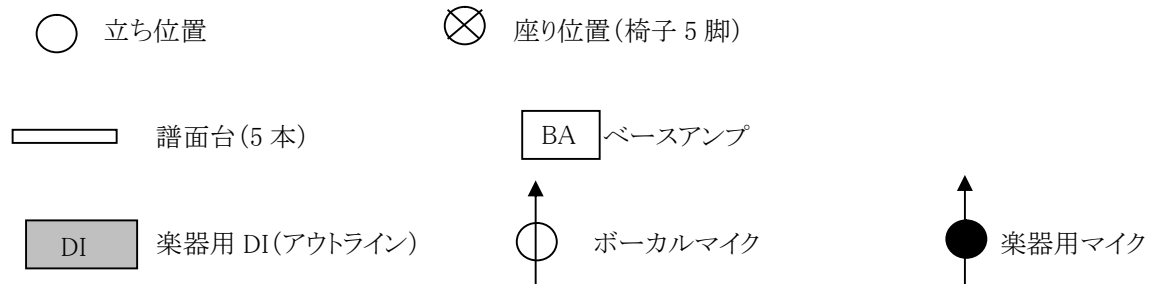 立ち位置 座り位置(椅子 5 脚)
譜面台(5 本) BA ベースアンプ
DI 楽器用 DI(アウトライン) ボーカルマイク 楽器用マイク